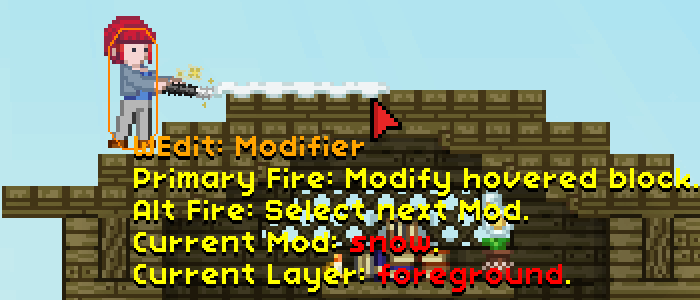 WEdit: Modifier
Primary Fire: Modify hovered block.
Alt Fire: Select next Mod.
Current Mod: snow.
Current Layer: foreground.